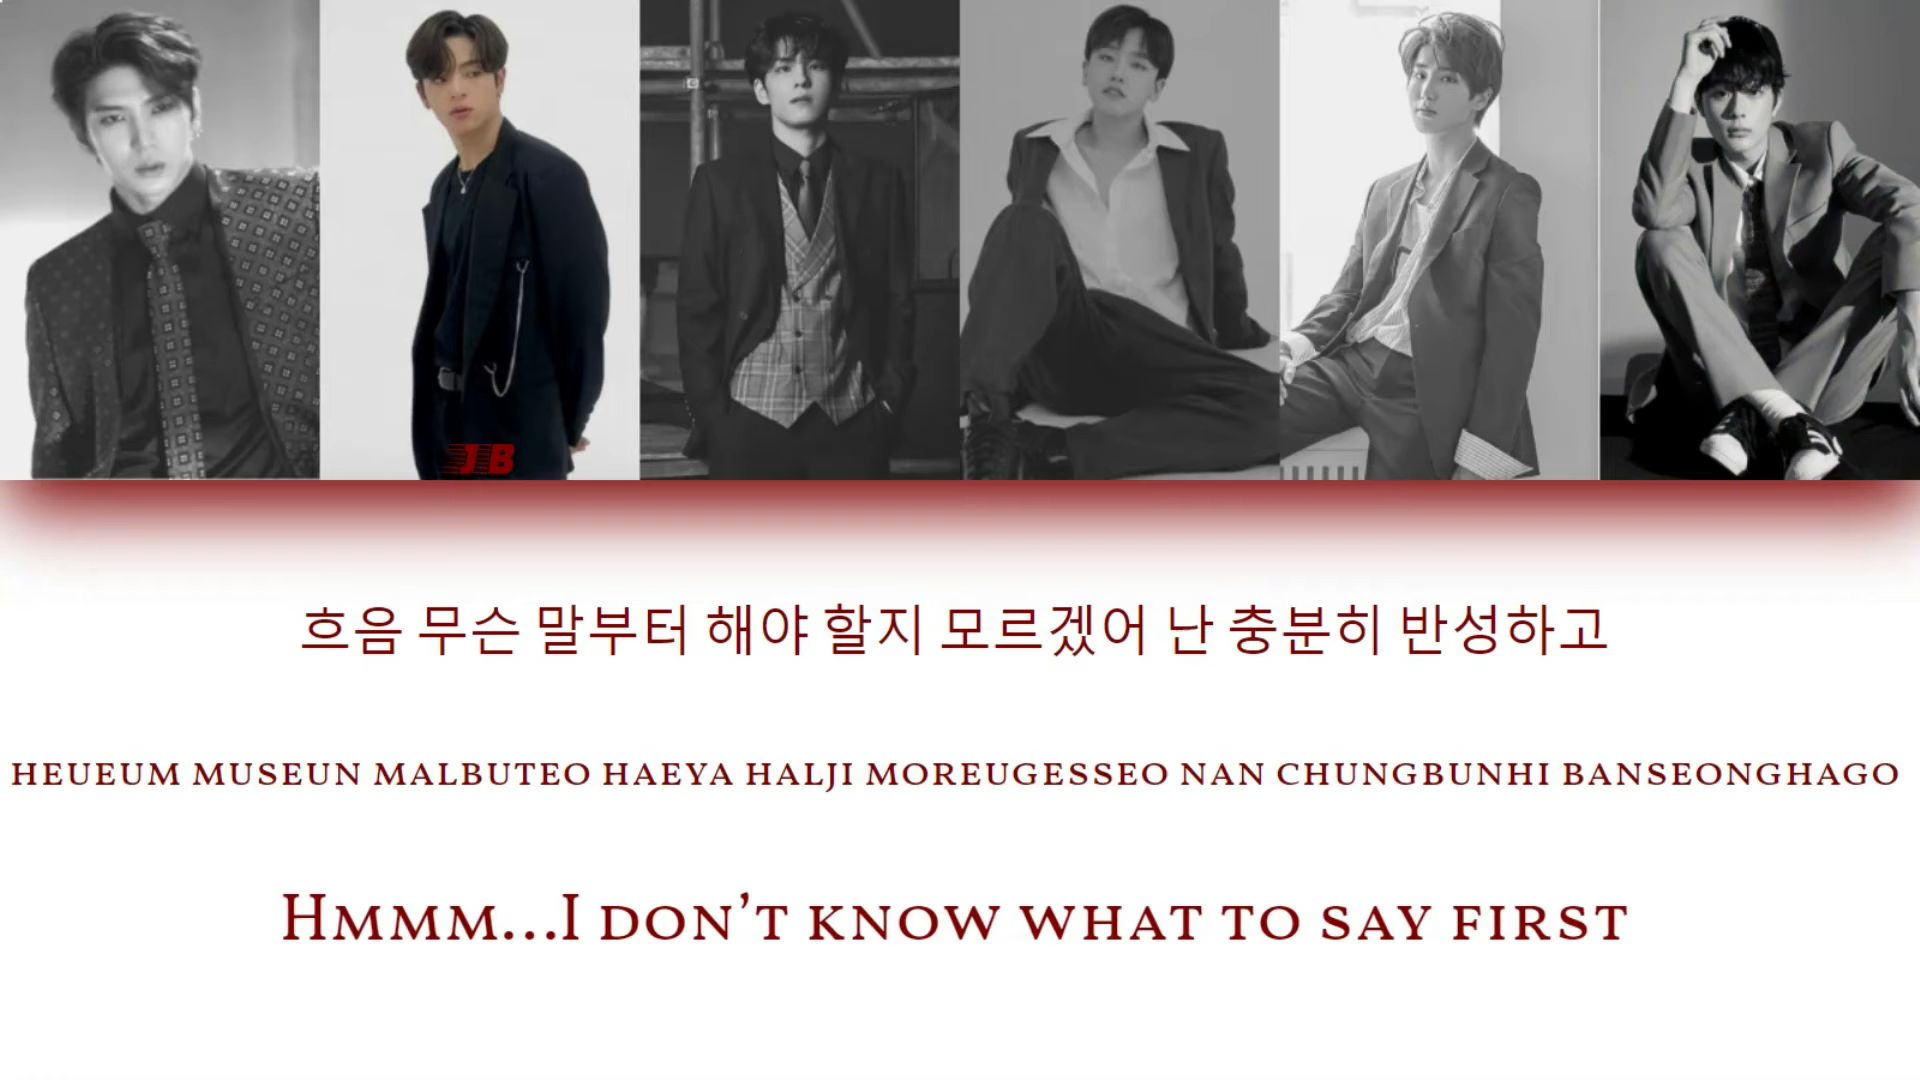 JB
흐음 무슨 말부터 해야 할지 모르겠어 난 충분히 반성하고
HEUEUM MUSEUN MALBUTEO HAEYA HALJI MOREUGESSEO NAN CHUNGBUNHI BANSEONGHAGO
HMMM...I DON'T KNOW WHAT TO SAY FIRST